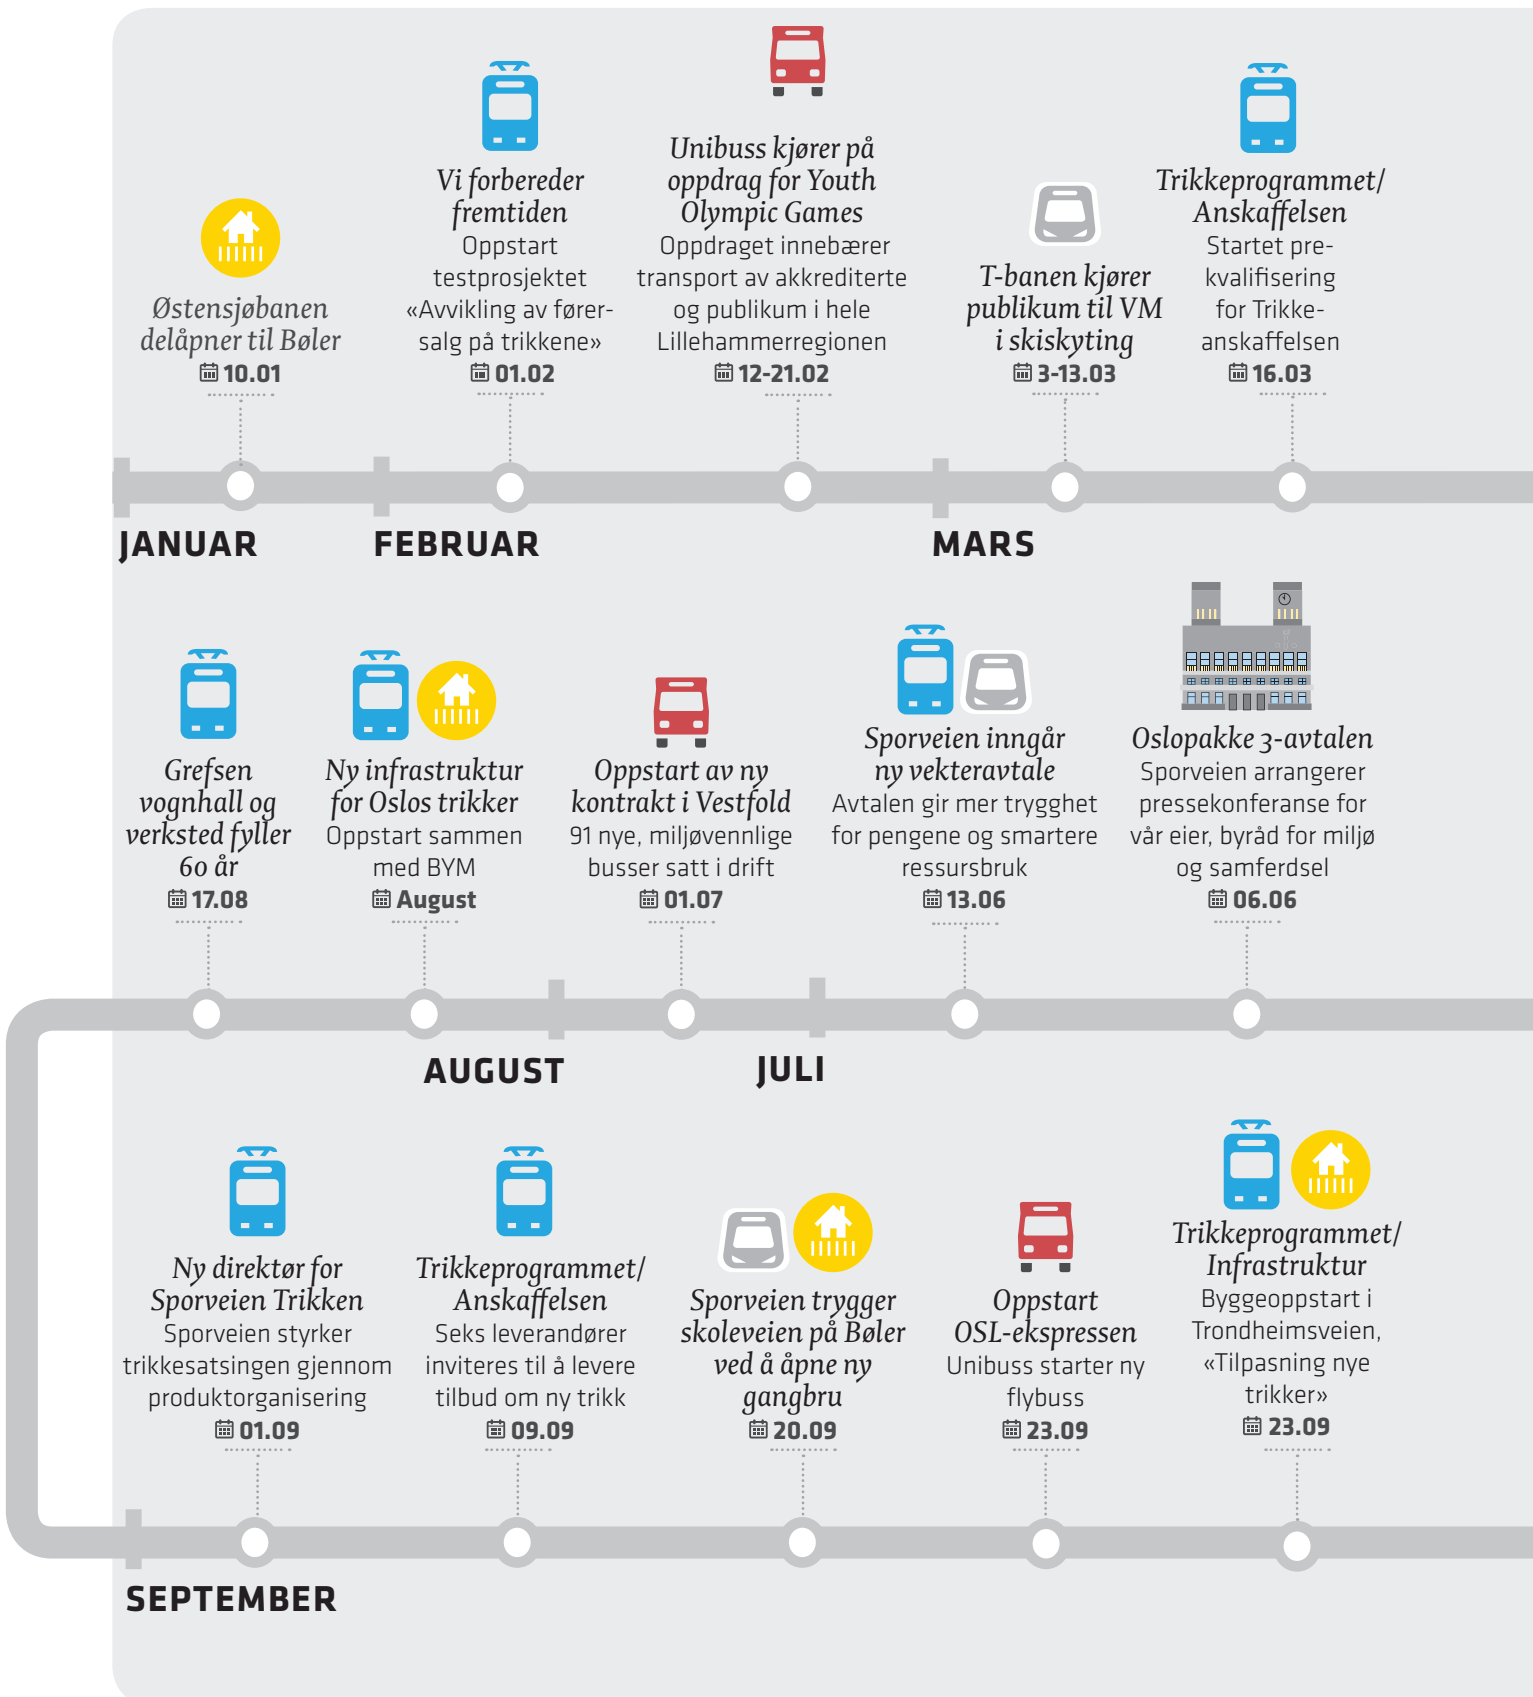 Østensjøbanen
delåpner til Bøler
10.01
Vi forbereder
fremtiden
Oppstart
testprosjektet
«Avvikling av fører-
salg på trikkene»
01.02
Unibuss kjører på
oppdrag for Youth
Olympic Games
Oppdraget innebærer
transport av akkrediterte
og publikum i hele
Lillehammerregionen
12-21.02
T-banen kjører
publikum til VM
i skiskyting
3-13.03
Trikkeprogrammet/
Anskaffelsen
Startet pre-
kvalifisering
for Trikke-
anskaffelsen
16.03
JANUAR
FEBRUAR
MARS
Grefsen
vognhall og
verksted fyller
60 år
17.08
Ny infrastruktur
for Oslos trikker
Oppstart sammen
med BYM
August
Oppstart av ny
kontrakt i Vestfold
91 nye, miljøvennlige
busser satt i drift
01.07
Sporveien inngår
ny vekteravtale
Avtalen gir mer trygghet
for pengene og smartere
ressursbruk
13.06
Oslopakke 3-avtalen
Sporveien arrangerer
pressekonferanse for
vår eier, byråd for miljø
og samferdsel
06.06
AUGUST
JULI
Ny direktør for
Sporveien Trikken
Sporveien styrker
trikkesatsingen gjennom
produktorganisering
01.09
Trikkeprogrammet/
Anskaffelsen
Seks leverandører
inviteres til å levere
tilbud om ny trikk
09.09
Sporveien trygger
skoleveien på Bøler
ved å åpne ny
gangbru
20.09
Oppstart
OSL-ekspressen
Unibuss starter ny
flybuss
23.09
Trikkeprogrammet/
Infrastruktur
Byggeoppstart i
Trondheimsveien,
«Tilpasning nye
trikker»
23.09
SEPTEMBER